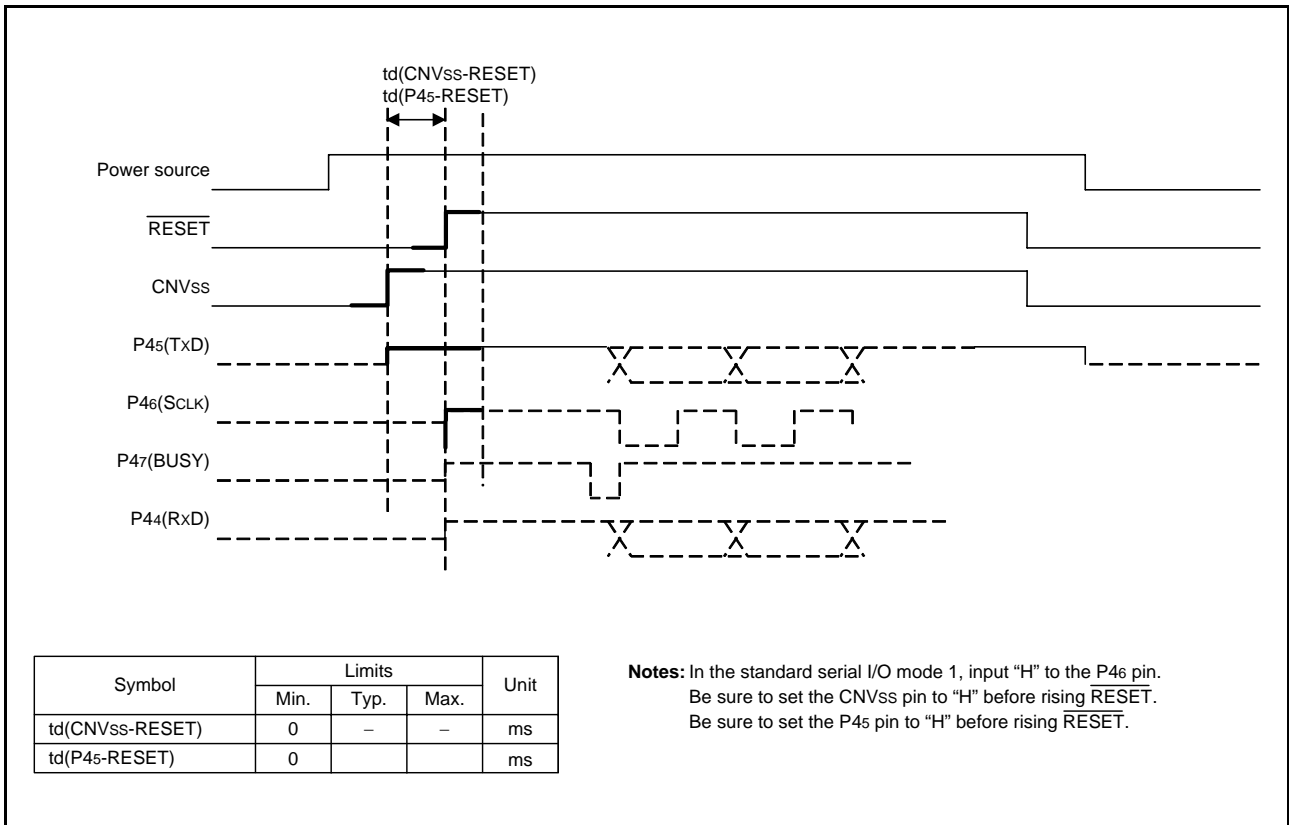 td(CNVss-RESET)
td(P45-RESET)
Power source
RESET
CNVss
P45(TxD)
P46(SCLK)
P47(BUSY)
P44(RxD)
Symbol Limits Unit
Min. Typ. Max.
td(CNVss-RESET) 0 – – ms
td(P45-RESET) 0 ms
Notes: In the standard serial I/O mode 1, input “H” to the P46 pin.
Be sure to set the CNVss pin to “H” before rising RESET.
Be sure to set the P45 pin to “H” before rising RESET.